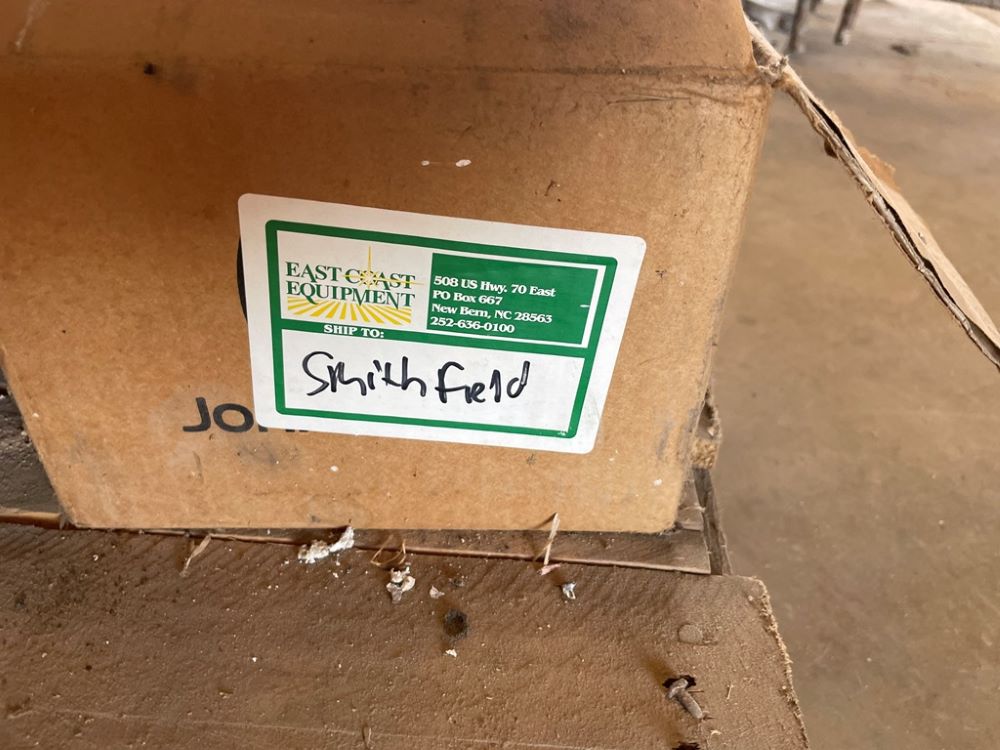 EAST COAST
EQUIPMENT
508 US Hwy. 70 East
PO Box 667
New Bern, NC 28563
252-636-0100
SHIP TO:
Smithfield